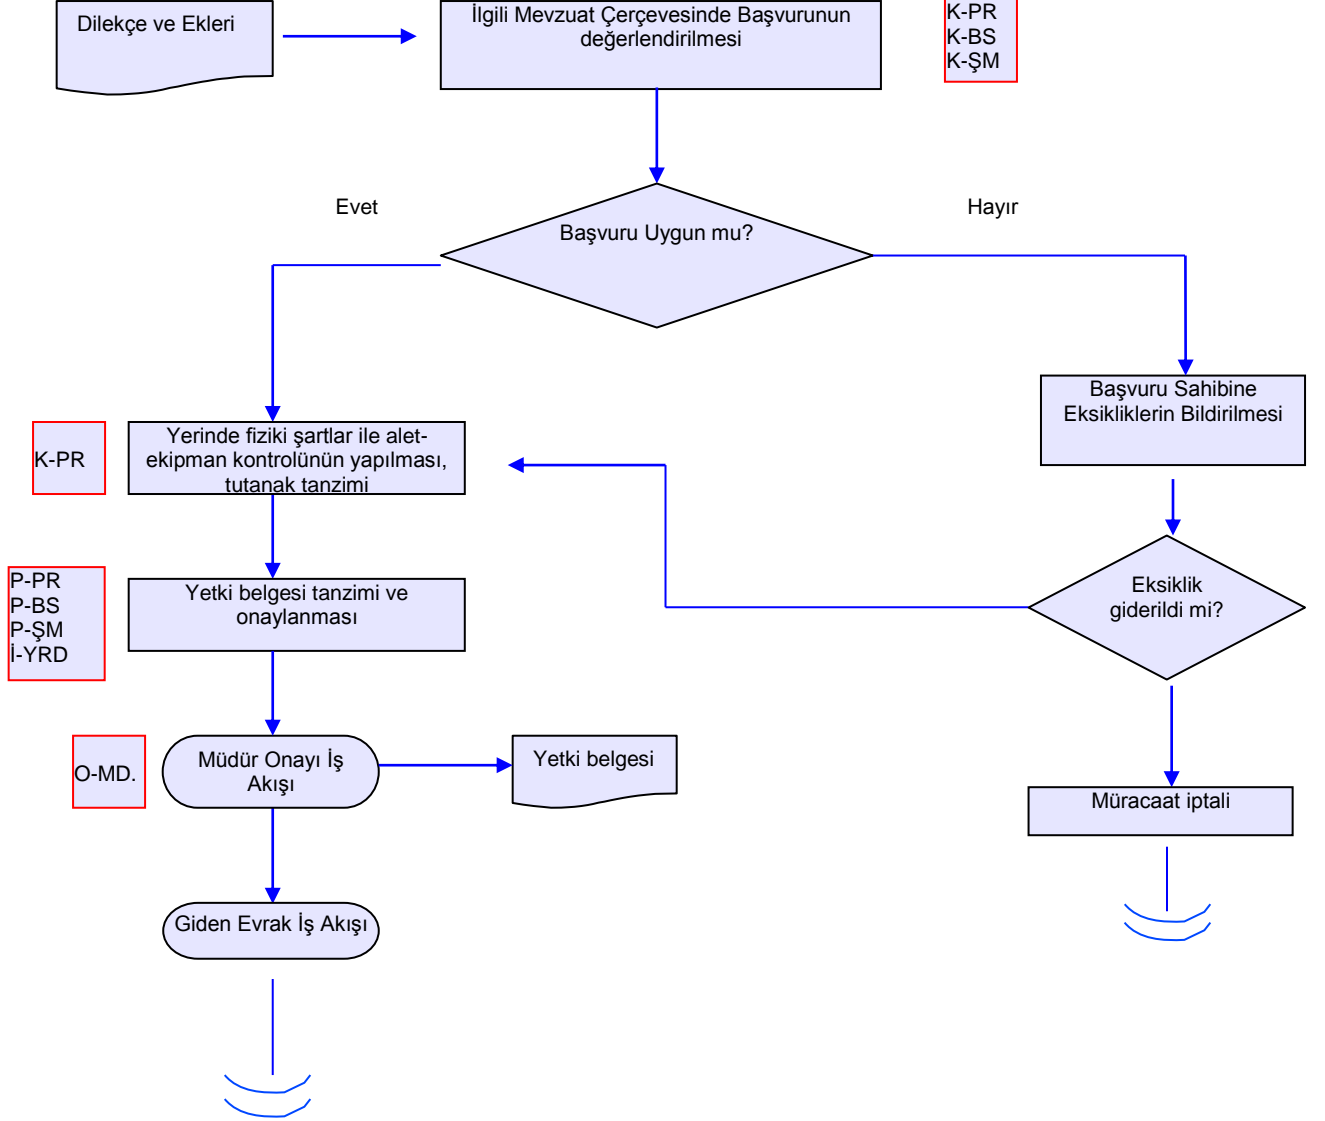 Dilekçe ve Ekleri
İlgili Mevzuat Çerçevesinde Başvurunun
değerlendirilmesi
K-PR
K-BS
K-ŞM
Evet
Hayır
Başvuru Uygun mu?
Başvuru Sahibine
Eksikliklerin Bildirilmesi
K-PR
Yerinde fiziki şartlar ile alet-
ekipman kontrolünün yapılması,
tutanak tanzimi
P-PR
P-BS
P-ŞM
İ-YRD
Yetki belgesi tanzimi ve
onaylanması
Eksiklik
giderildi mi?
O-MD.
Müdür Onayı İş
Akışı
Yetki belgesi
Müracaat iptali
Giden Evrak İş Akışı